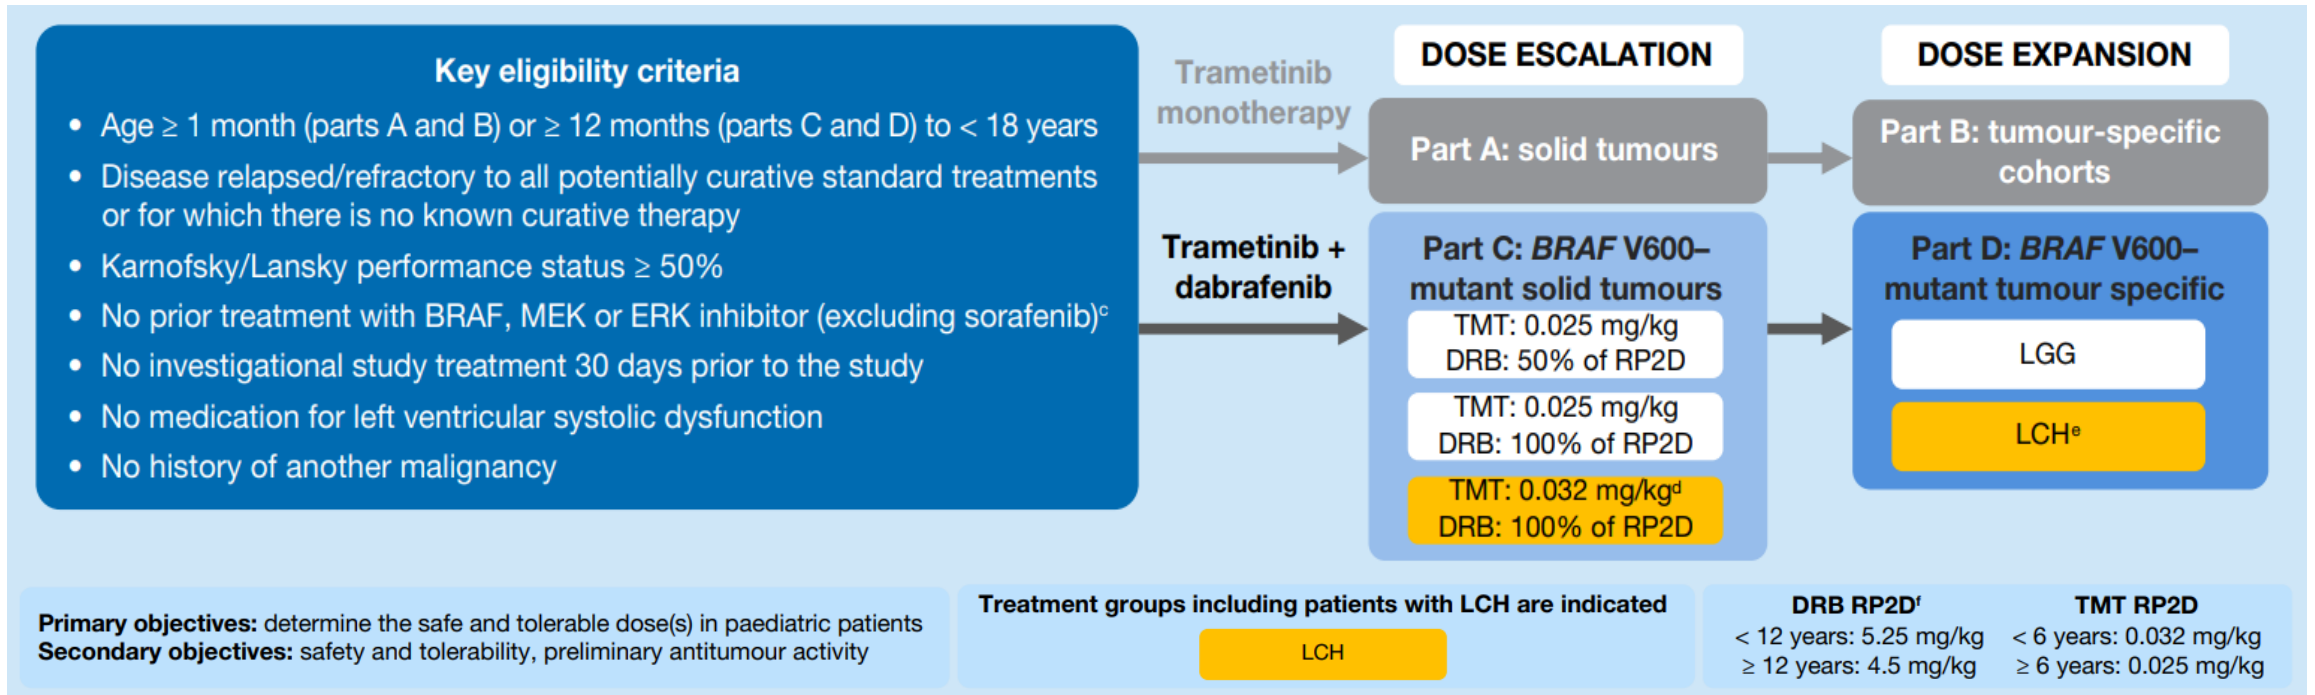 Key eligibility criteria
• Age ≥ 1 month (parts A and B) or ≥ 12 months (parts C and D) to < 18 years
• Disease relapsed/refractory to all potentially curative standard treatments
or for which there is no known curative therapy
• Karnofsky/Lansky performance status ≥ 50%
• No prior treatment with BRAF, MEK or ERK inhibitor (excluding sorafenib)ᶜ
• No investigational study treatment 30 days prior to the study
• No medication for left ventricular systolic dysfunction
• No history of another malignancy
Trametinib
monotherapy
Trametinib +
dabrafenib
DOSE ESCALATION
Part A: solid tumours
Part C: BRAF V600–
mutant solid tumours
TMT: 0.025 mg/kg
DRB: 50% of RP2D
TMT: 0.025 mg/kg
DRB: 100% of RP2D
TMT: 0.032 mg/kgᵈ
DRB: 100% of RP2D
DOSE EXPANSION
Part B: tumour-specific
cohorts
Part D: BRAF V600–
mutant tumour specific
LGG
LCHᵉ
Primary objectives: determine the safe and tolerable dose(s) in paediatric patients
Secondary objectives: safety and tolerability, preliminary antitumour activity
Treatment groups including patients with LCH are indicated
LCH
DRB RP2Dᶠ
< 12 years: 5.25 mg/kg
≥ 12 years: 4.5 mg/kg
TMT RP2D
< 6 years: 0.032 mg/kg
≥ 6 years: 0.025 mg/kg